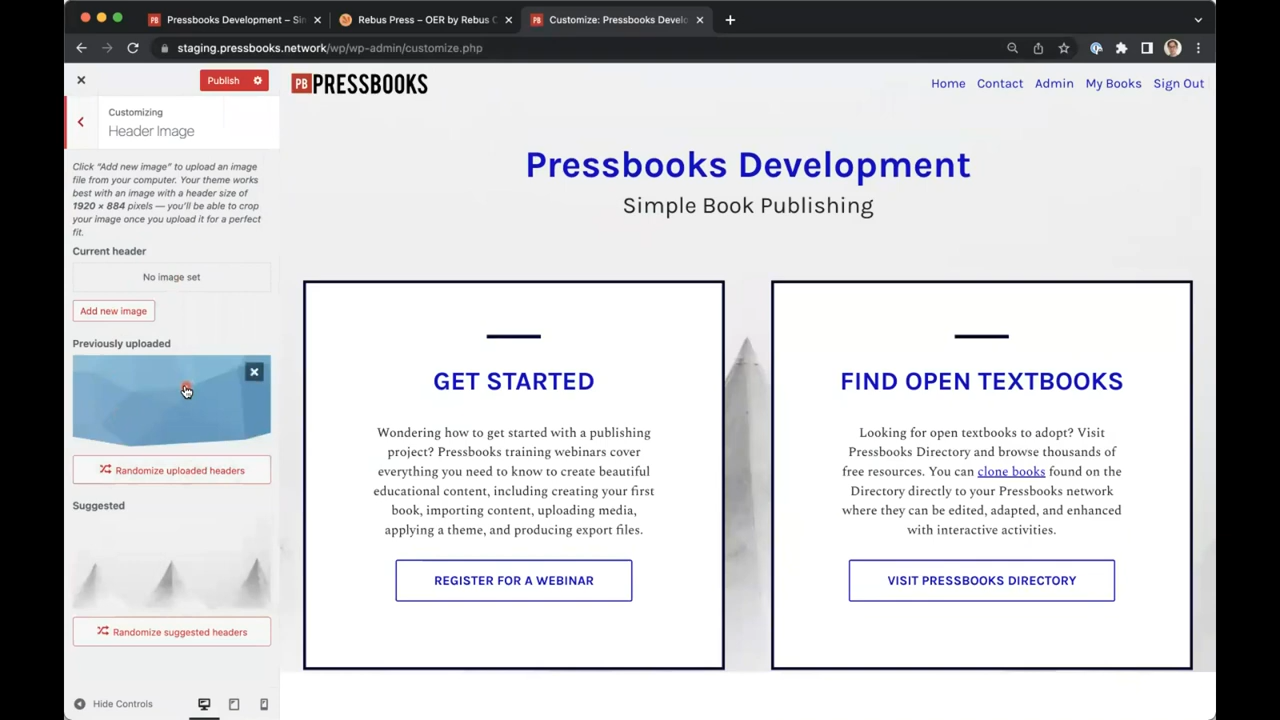 Pressbooks Development – Sin
Rebus Press – OER by Rebus C
Customize: Pressbooks Develo
staging.pressbooks.network/wp/wp-admin/customize.php
Publish
Customizing
Header Image
Click “Add new image” to upload an image
file from your computer. Your theme works
best with an image with a header size of
1920 × 884 pixels — you’ll be able to crop
your image once you upload it for a perfect
fit.
Current header
No image set
Add new image
Previously uploaded
Randomize uploaded headers
Suggested
Randomize suggested headers
Hide Controls
PB PRESSBOOKS
Home Contact Admin My Books Sign Out
Pressbooks Development
Simple Book Publishing
GET STARTED
Wondering how to get started with a publishing
project? Pressbooks training webinars cover
everything you need to know to create beautiful
educational content, including creating your first
book, importing content, uploading media,
applying a theme, and producing export files.
REGISTER FOR A WEBINAR
FIND OPEN TEXTBOOKS
Looking for open textbooks to adopt? Visit
Pressbooks Directory and browse thousands of
free resources. You can clone books found on the
Directory directly to your Pressbooks network
where they can be edited, adapted, and enhanced
with interactive activities.
VISIT PRESSBOOKS DIRECTORY